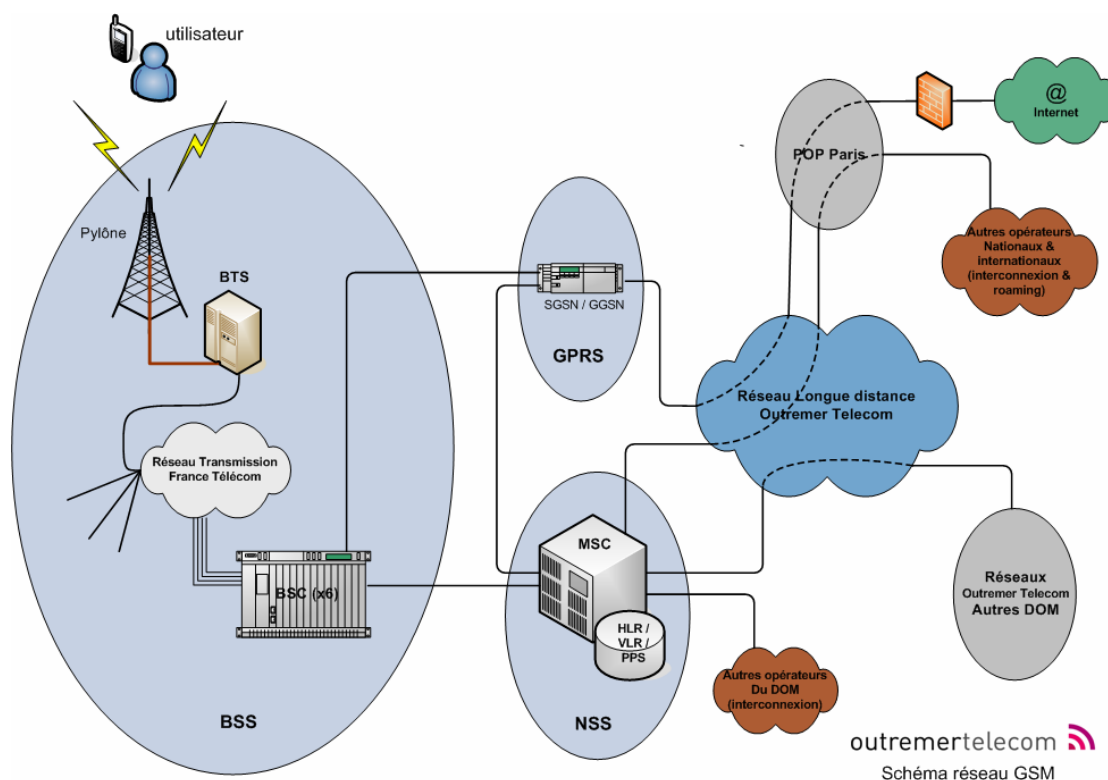 utilisateur
@
Internet
POP Paris
Pylône
Autres opérateurs
Nationaux &
internationaux
(interconnexion &
roaming)
BTS
SGSN / GGSN
GPRS
Réseau Longue distance
Outremer Telecom
Réseau Transmission
France Télécom
MSC
BSC (x6)
Réseaux
Outremer Telecom
Autres DOM
HLR /
VLR /
PPS
Autres opérateurs
Du DOM
(interconnexion)
BSS
NSS
outremertelecom
Schéma réseau GSM